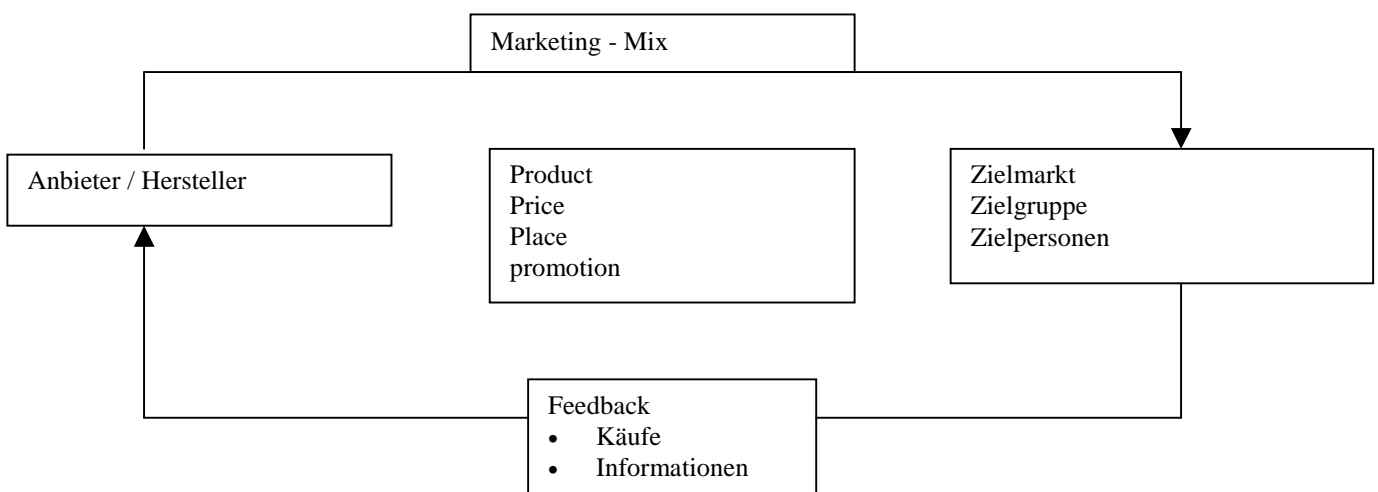 Marketing - Mix
Anbieter / Hersteller
Product
Price
Place
promotion
Zielmarkt
Zielgruppe
Zielpersonen
Feedback
• Käufe
• Informationen